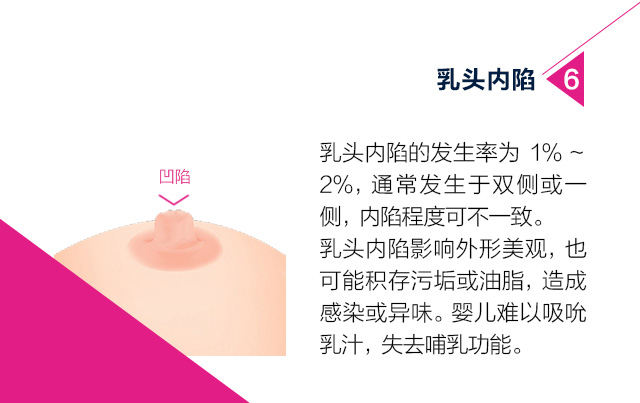 乳头内陷 6
乳头内陷的发生率为 1% ~
2%, 通常发生于双侧或一
侧, 内陷程度可不一致。
乳头内陷影响外形美观, 也
可能积存污垢或油脂, 造成
感染或异味。婴儿难以吸吮
乳汁, 失去哺乳功能。
凹陷